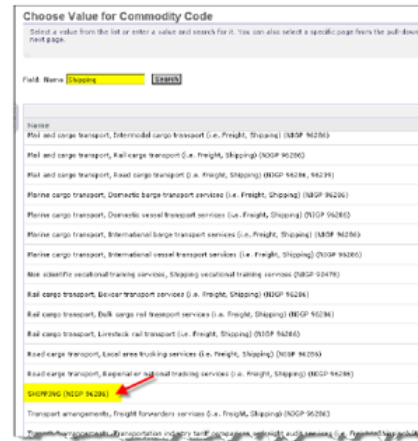 Choose Value for Commodity Code
Select a value from the list or enter a value and search for it. You can also select a specific page from the pull-down
next page.
Field: Name: Shipping Search
Name
Mail and cargo transport, Intermodal cargo transport (i.e. Freight, Shipping) (NIGP 96286)
Mail and cargo transport, Rail cargo transport (i.e. Freight, Shipping) (NIGP 96286)
Mail and cargo transport, Road cargo transport (i.e. Freight, Shipping) (NIGP 96286, 96239)
Marine cargo transport, Domestic barge transport services (i.e. Freight, Shipping) (NIGP 96286)
Marine cargo transport, Domestic vessel transport services (i.e. Freight, Shipping) (NIGP 96286)
Marine cargo transport, International barge transport services (i.e. Freight, Shipping) (NIGP 96286)
Marine cargo transport, International vessel transport services (i.e. Freight, Shipping) (NIGP 96286)
Non scientific vocational training services, Shipping vocational training services (NIGP 92478)
Rail cargo transport, Boxcar transport services (i.e. Freight, Shipping) (NIGP 96286)
Rail cargo transport, Bulk cargo rail transport services (i.e. Freight, Shipping) (NIGP 96286)
Rail cargo transport, Livestock rail transport (i.e. Freight, Shipping) (NIGP 96286)
Road cargo transport, Local area trucking services (i.e. Freight, Shipping) (NIGP 96286)
Road cargo transport, Regional or national trucking services (i.e. Freight, Shipping) (NIGP 96286)
SHIPPING (NIGP 96286)
Transport arrangements, Freight forwarders services (i.e. Freight, Shipping) (NIGP 96286)
Transport arrangements, Transportation industry tariff